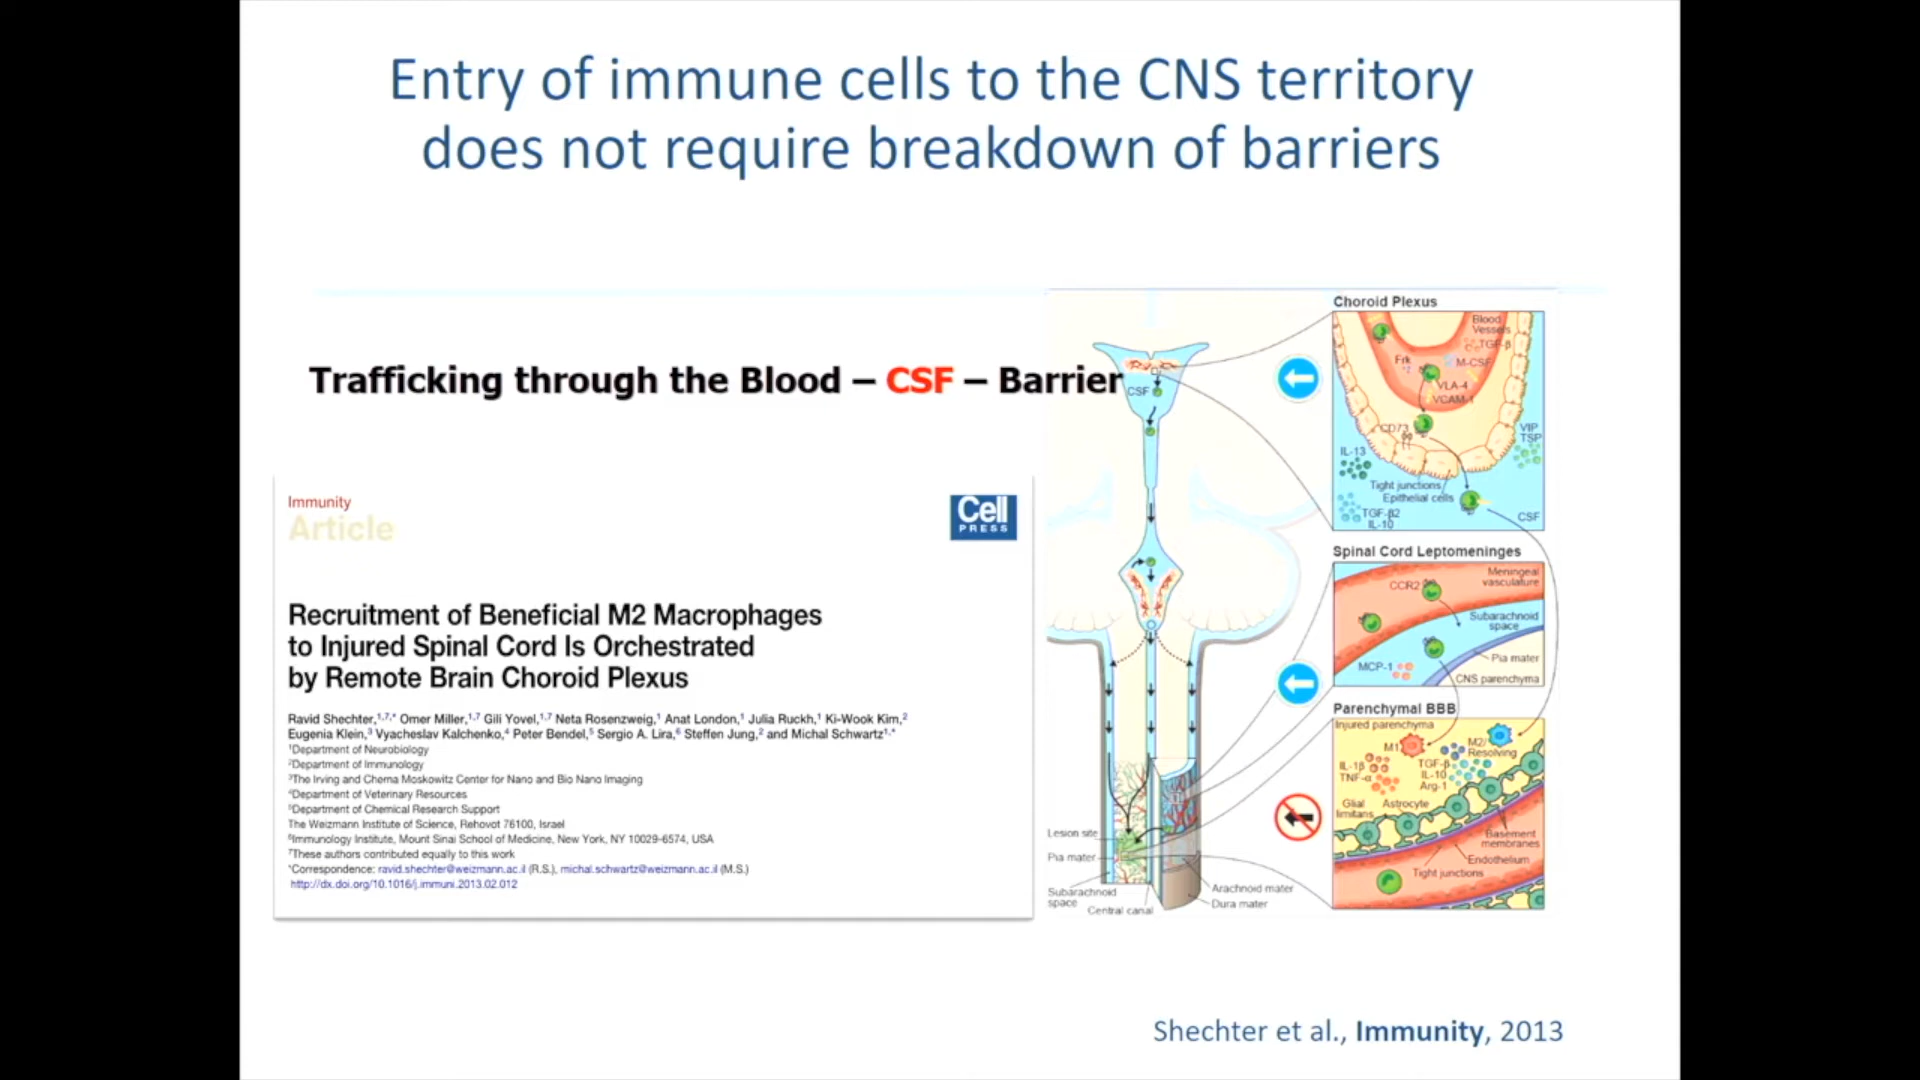 Entry of immune cells to the CNS territory
does not require breakdown of barriers
Trafficking through the Blood – CSF – Barrier
Immunity
Article
Cell
PRESS
Recruitment of Beneficial M2 Macrophages
to Injured Spinal Cord Is Orchestrated
by Remote Brain Choroid Plexus
Ravid Shechter,1,7,* Omer Miller,1,7 Gili Yovel,1,7 Neta Rosenzweig,1 Anat London,1 Julia Ruckh,1 Ki-Wook Kim,2
Eugenia Klein,3 Vyacheslav Kalchenko,4 Peter Bendel,5 Sergio A. Lira,6 Steffen Jung,2 and Michal Schwartz1,*
1Department of Neurobiology
2Department of Immunology
3The Irving and Cherna Moskowitz Center for Nano and Bio Nano Imaging
4Department of Veterinary Resources
5Department of Chemical Research Support
The Weizmann Institute of Science, Rehovot 76100, Israel
6Immunology Institute, Mount Sinai School of Medicine, New York, NY 10029-6574, USA
7These authors contributed equally to this work
*Correspondence: ravid.shechter@weizmann.ac.il (R.S.), michal.schwartz@weizmann.ac.il (M.S.)
http://dx.doi.org/10.1016/j.immuni.2013.02.012
CSF
Lesion site
Pia mater
Subarachnoid
space
Central canal
Arachnoid mater
Dura mater
Choroid Plexus
Blood
Vessels
TGF-β
Frk
M-CSF
VLA-4
VCAM-1
CD73
VIP
TSP
IL-13
Tight junctions
Epithelial cells
TGF-β2
IL-10
CSF
Spinal Cord Leptomeninges
CCR2
Meningeal
vasculature
Subarachnoid
space
MCP-1
Pia mater
CNS parenchyma
Parenchymal BBB
Injured parenchyma
M1
M2/
Resolving
IL-1β
TNF-α
TGF-β
IL-10
Arg-1
Glial
limitans
Astrocyte
Basement
membranes
Endothelium
Tight junctions
Shechter et al., Immunity, 2013